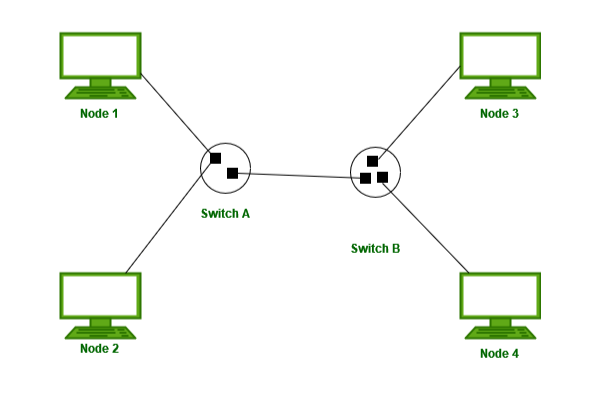 Node 1
Node 3
Switch A
Switch B
Node 2
Node 4